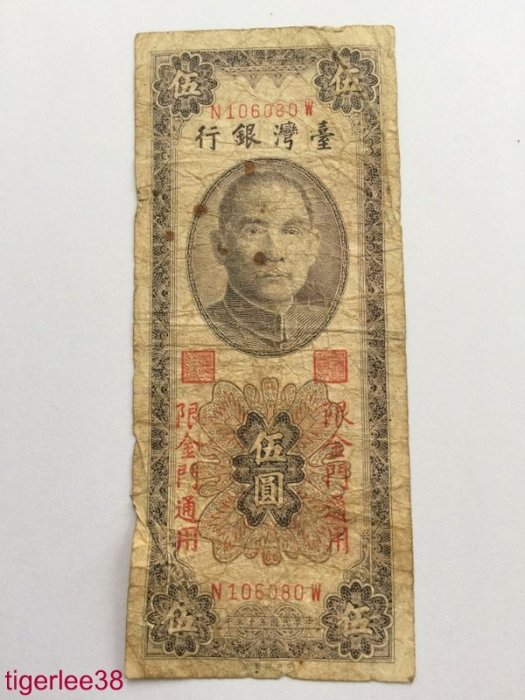 伍 伍
N106080W
行銀灣臺
限金門通用
伍圓
限金門通用
N106080W
伍 伍
tigerlee38